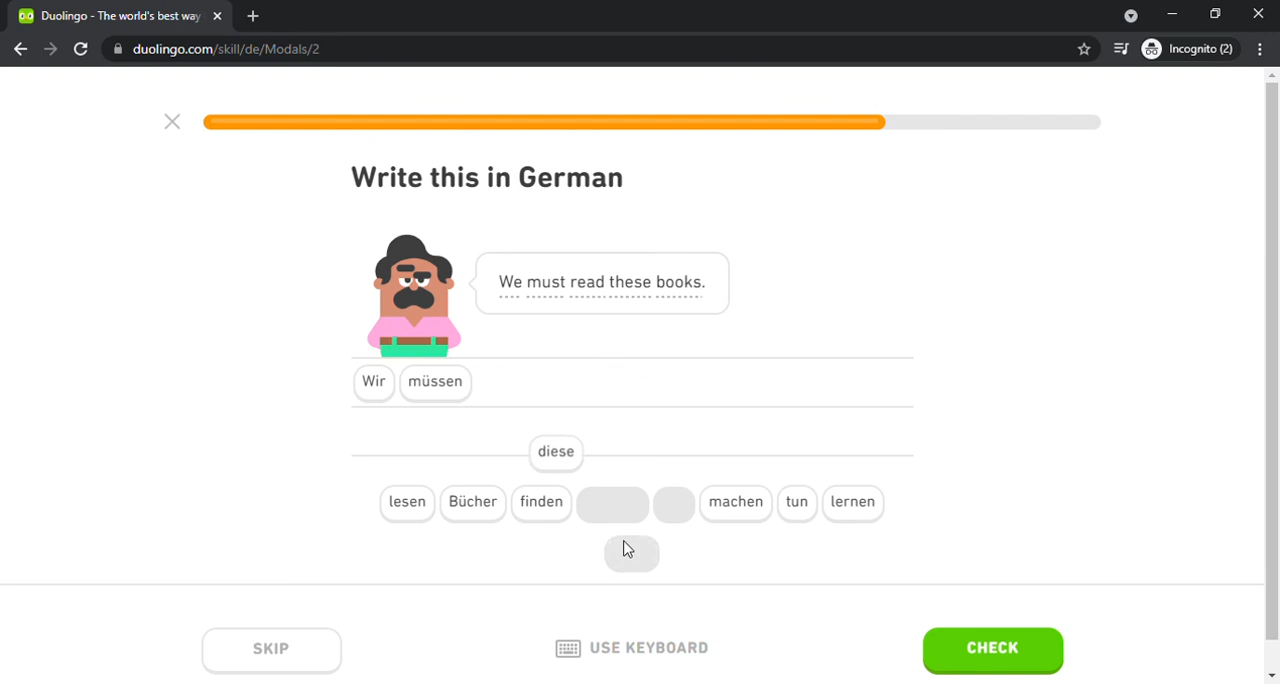 Duolingo - The world's best way
duolingo.com/skill/de/Modals/2
Incognito (2)
Write this in German
We must read these books.
Wir müssen
diese
lesen Bücher finden machen tun lernen
SKIP USE KEYBOARD CHECK